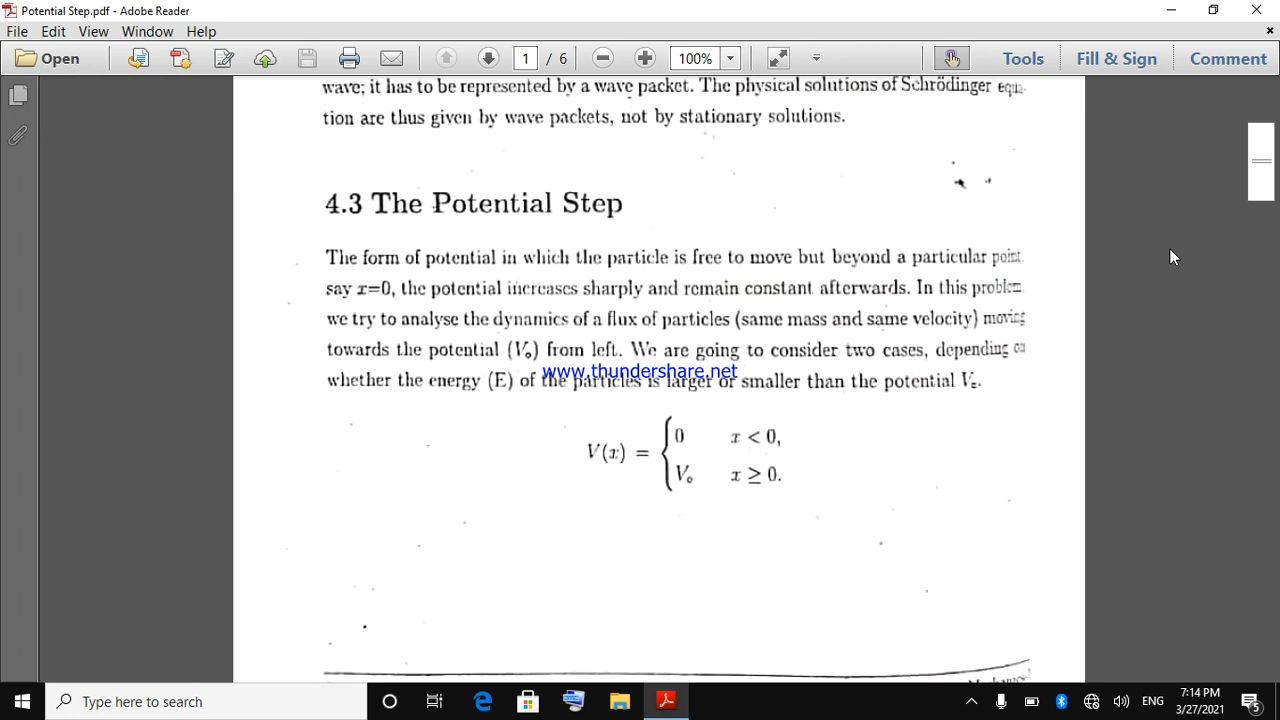 Potential Step.pdf - Adobe Reader
File Edit View Window Help
Open 1 / 6 100% Tools Fill & Sign Comment
wave; it has to be represented by a wave packet. The physical solutions of Schrödinger equa-
tion are thus given by wave packets, not by stationary solutions.
4.3 The Potential Step
The form of potential in which the particle is free to move but beyond a particular point
say x=0, the potential increases sharply and remain constant afterwards. In this problem
we try to analyse the dynamics of a flux of particles (same mass and same velocity) moving
towards the potential (V₀) from left. We are going to consider two cases, depending on
www.thundershare.net
whether the energy (E) of the particles is larger or smaller than the potential V₀.
V(x) = { 0 x < 0,
V₀ x ≥ 0.
Type here to search
ENG
7:14 PM
3/27/2021
5